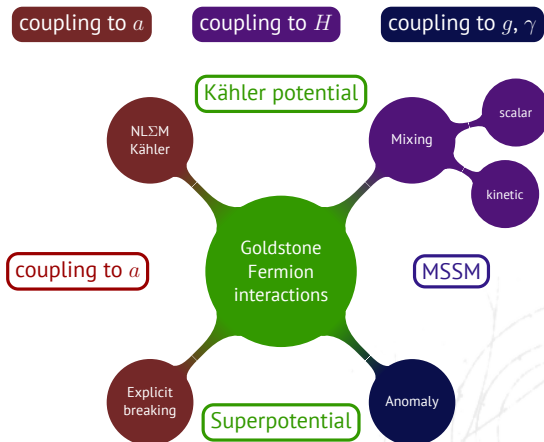 coupling to a
coupling to H
coupling to g, γ
Kähler potential
NLΣM
Kähler
Mixing
scalar
kinetic
Goldstone
Fermion
interactions
coupling to a
MSSM
Explicit
breaking
Superpotential
Anomaly